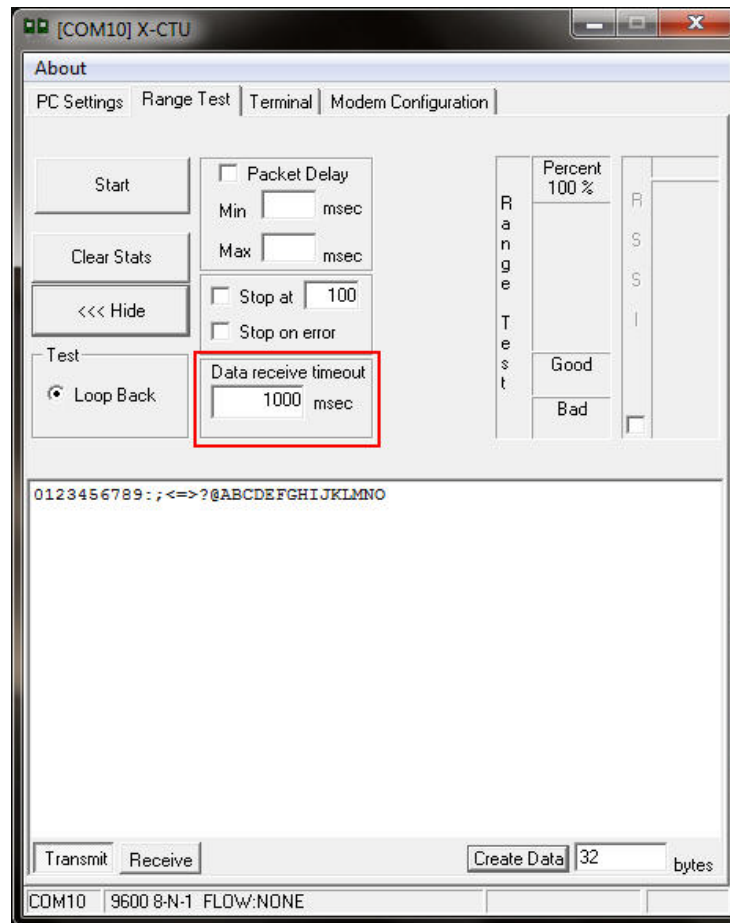 [COM10] X-CTU
About
PC Settings Range Test Terminal Modem Configuration
Start
Clear Stats
<<< Hide
Test
Loop Back
Packet Delay
Min msec
Max msec
Stop at 100
Stop on error
Data receive timeout
1000 msec
Range Test
Percent
100 %
Good
Bad
RSSI
0123456789:;<=>?@ABCDEFGHIJKLMNO
Transmit Receive Create Data 32 bytes
COM10 9600 8-N-1 FLOW:NONE